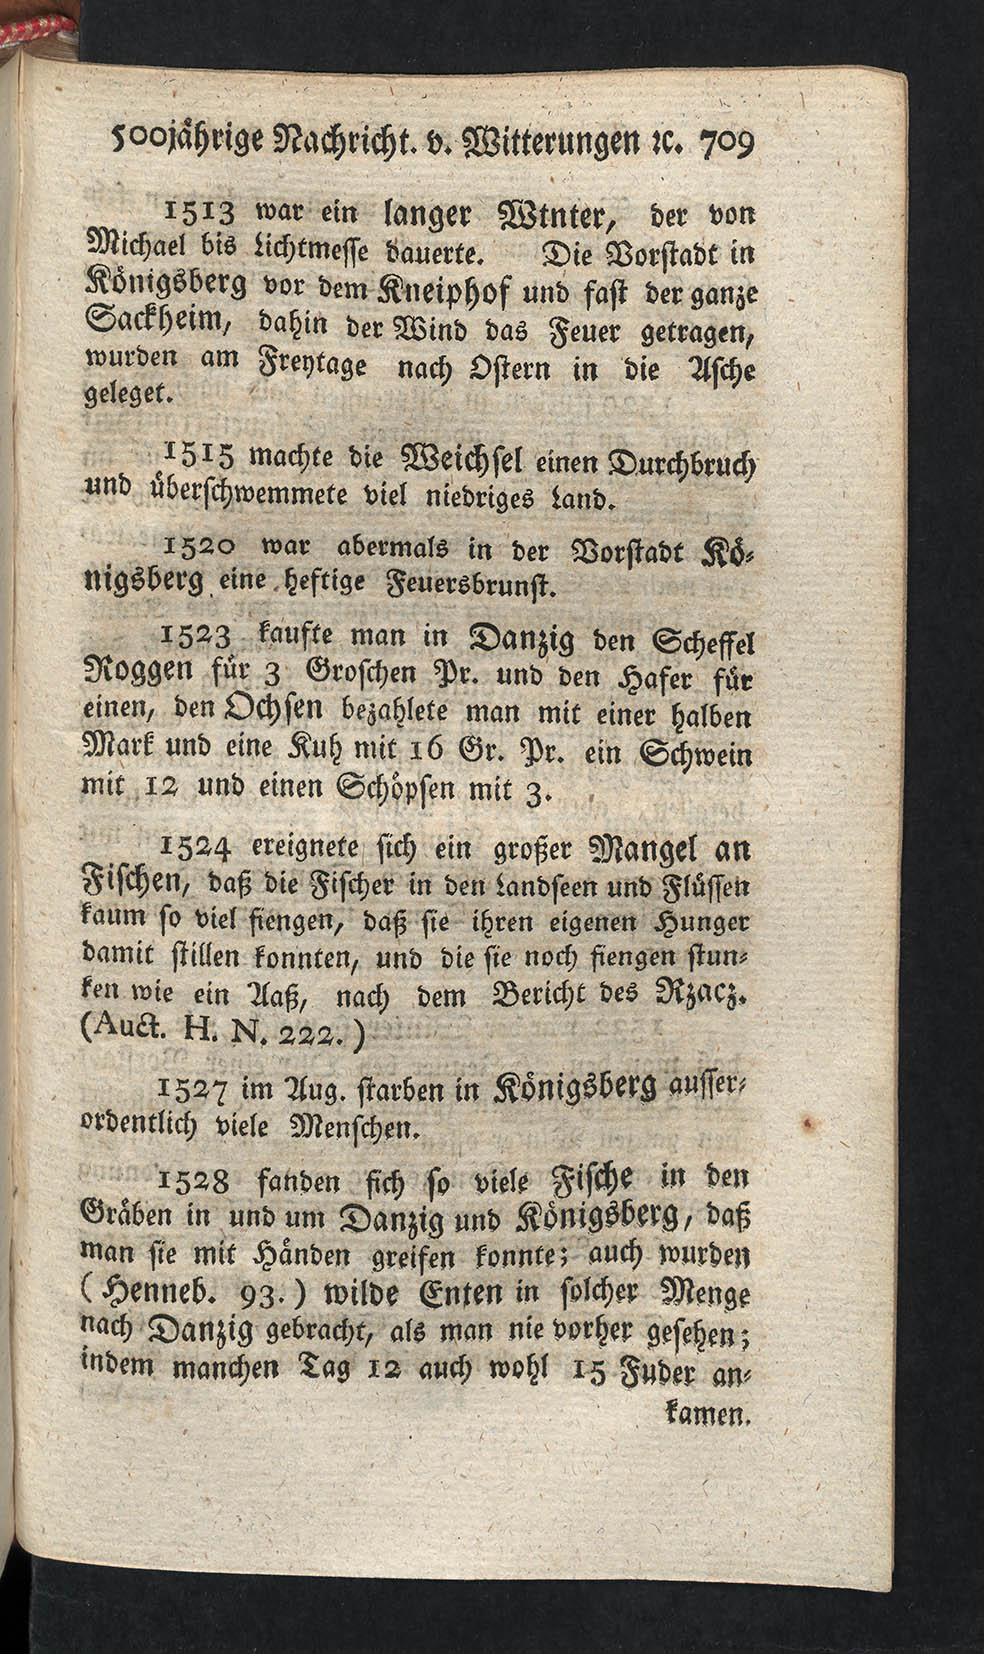 500jährige Nachricht. v. Witterungen ꝛc. 709
1513 war ein langer Wtnter, der von
Michael bis Lichtmesse dauerte. Die Vorstadt in
Königsberg vor dem Kneiphof und fast der ganze
Sackheim, dahin der Wind das Feuer getragen,
wurden am Freytage nach Ostern in die Asche
geleget.
1515 machte die Weichsel einen Durchbruch
und überschwemmete viel niedriges Land.
1520 war abermals in der Vorstadt Kö-
nigsberg eine heftige Feuersbrunst.
1523 kaufte man in Danzig den Scheffel
Roggen für 3 Groschen Pr. und den Hafer für
einen, den Ochsen bezahlete man mit einer halben
Mark und eine Kuh mit 16 Gr. Pr. ein Schwein
mit 12 und einen Schöpsen mit 3.
1524 ereignete sich ein großer Mangel an
Fischen, daß die Fischer in den Landseen und Flüssen
kaum so viel fiengen, daß sie ihren eigenen Hunger
damit stillen konnten, und die sie noch fiengen stun-
ken wie ein Aaß, nach dem Bericht des Rzacz.
(Auct. H. N. 222.)
1527 im Aug. starben in Königsberg ausser-
ordentlich viele Menschen.
1528 fanden sich so viele Fische in den
Gräben in und um Danzig und Königsberg, daß
man sie mit Händen greifen konnte; auch wurden
(Henneb. 93.) wilde Enten in solcher Menge
nach Danzig gebracht, als man nie vorher gesehen;
indem manchen Tag 12 auch wohl 15 Fuder an-
kamen.